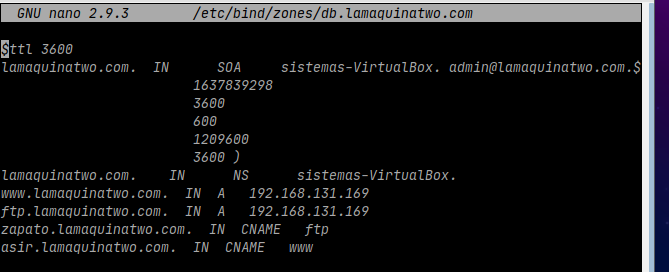 GNU nano 2.9.3 /etc/bind/zones/db.lamaquinatwo.com
$ttl 3600
lamaquinatwo.com. IN SOA sistemas-VirtualBox. admin@lamaquinatwo.com.$
1637839298
3600
600
1209600
3600 )
lamaquinatwo.com. IN NS sistemas-VirtualBox.
www.lamaquinatwo.com. IN A 192.168.131.169
ftp.lamaquinatwo.com. IN A 192.168.131.169
zapato.lamaquinatwo.com. IN CNAME ftp
asir.lamaquinatwo.com. IN CNAME www